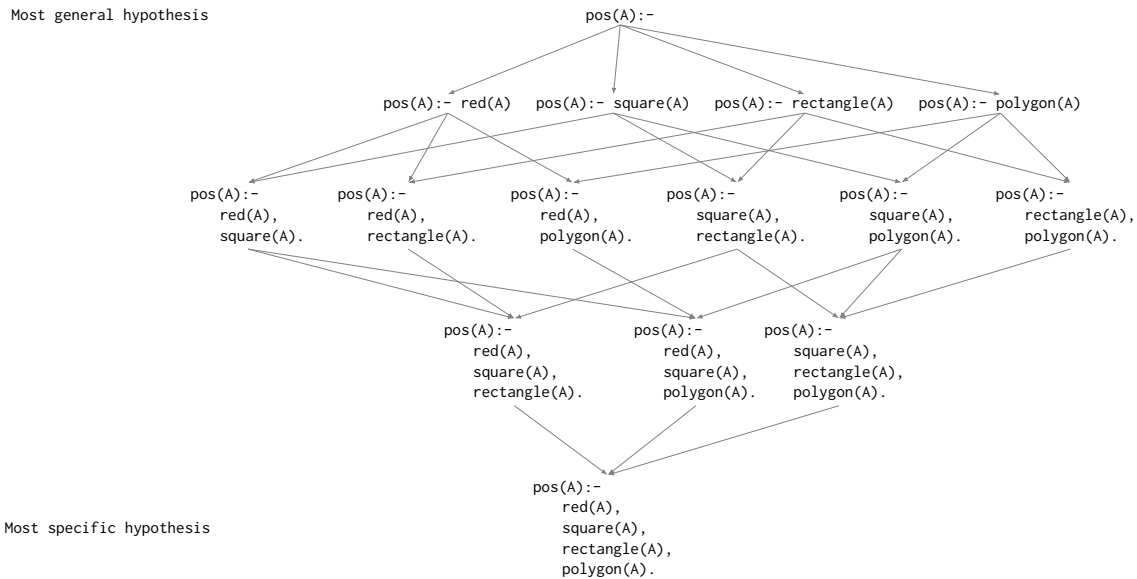 Most general hypothesis
pos(A):-
pos(A):- red(A)
pos(A):- square(A)
pos(A):- rectangle(A)
pos(A):- polygon(A)
pos(A):-
red(A),
square(A).
pos(A):-
red(A),
rectangle(A).
pos(A):-
red(A),
polygon(A).
pos(A):-
square(A),
rectangle(A).
pos(A):-
square(A),
polygon(A).
pos(A):-
rectangle(A),
polygon(A).
pos(A):-
red(A),
square(A),
rectangle(A).
pos(A):-
red(A),
square(A),
polygon(A).
pos(A):-
square(A),
rectangle(A),
polygon(A).
pos(A):-
red(A),
square(A),
rectangle(A),
polygon(A).
Most specific hypothesis